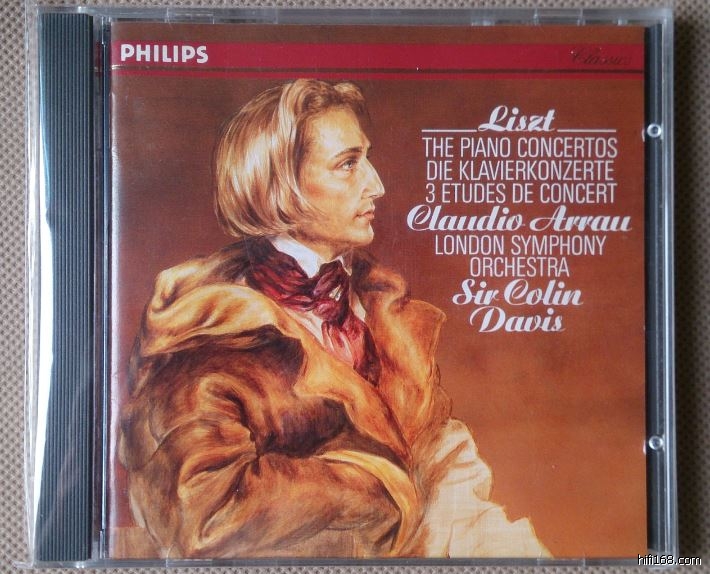 PHILIPS
Classics
Liszt
THE PIANO CONCERTOS
DIE KLAVIERKONZERTE
3 ETUDES DE CONCERT
Claudio Arrau
LONDON SYMPHONY
ORCHESTRA
Sir Colin
Davis
hifi168.com